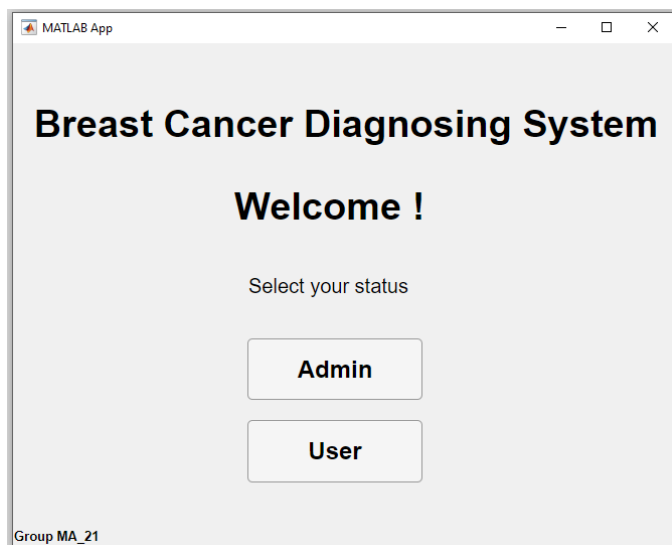 MATLAB App
Breast Cancer Diagnosing System
Welcome !
Select your status
Admin
User
Group MA_21